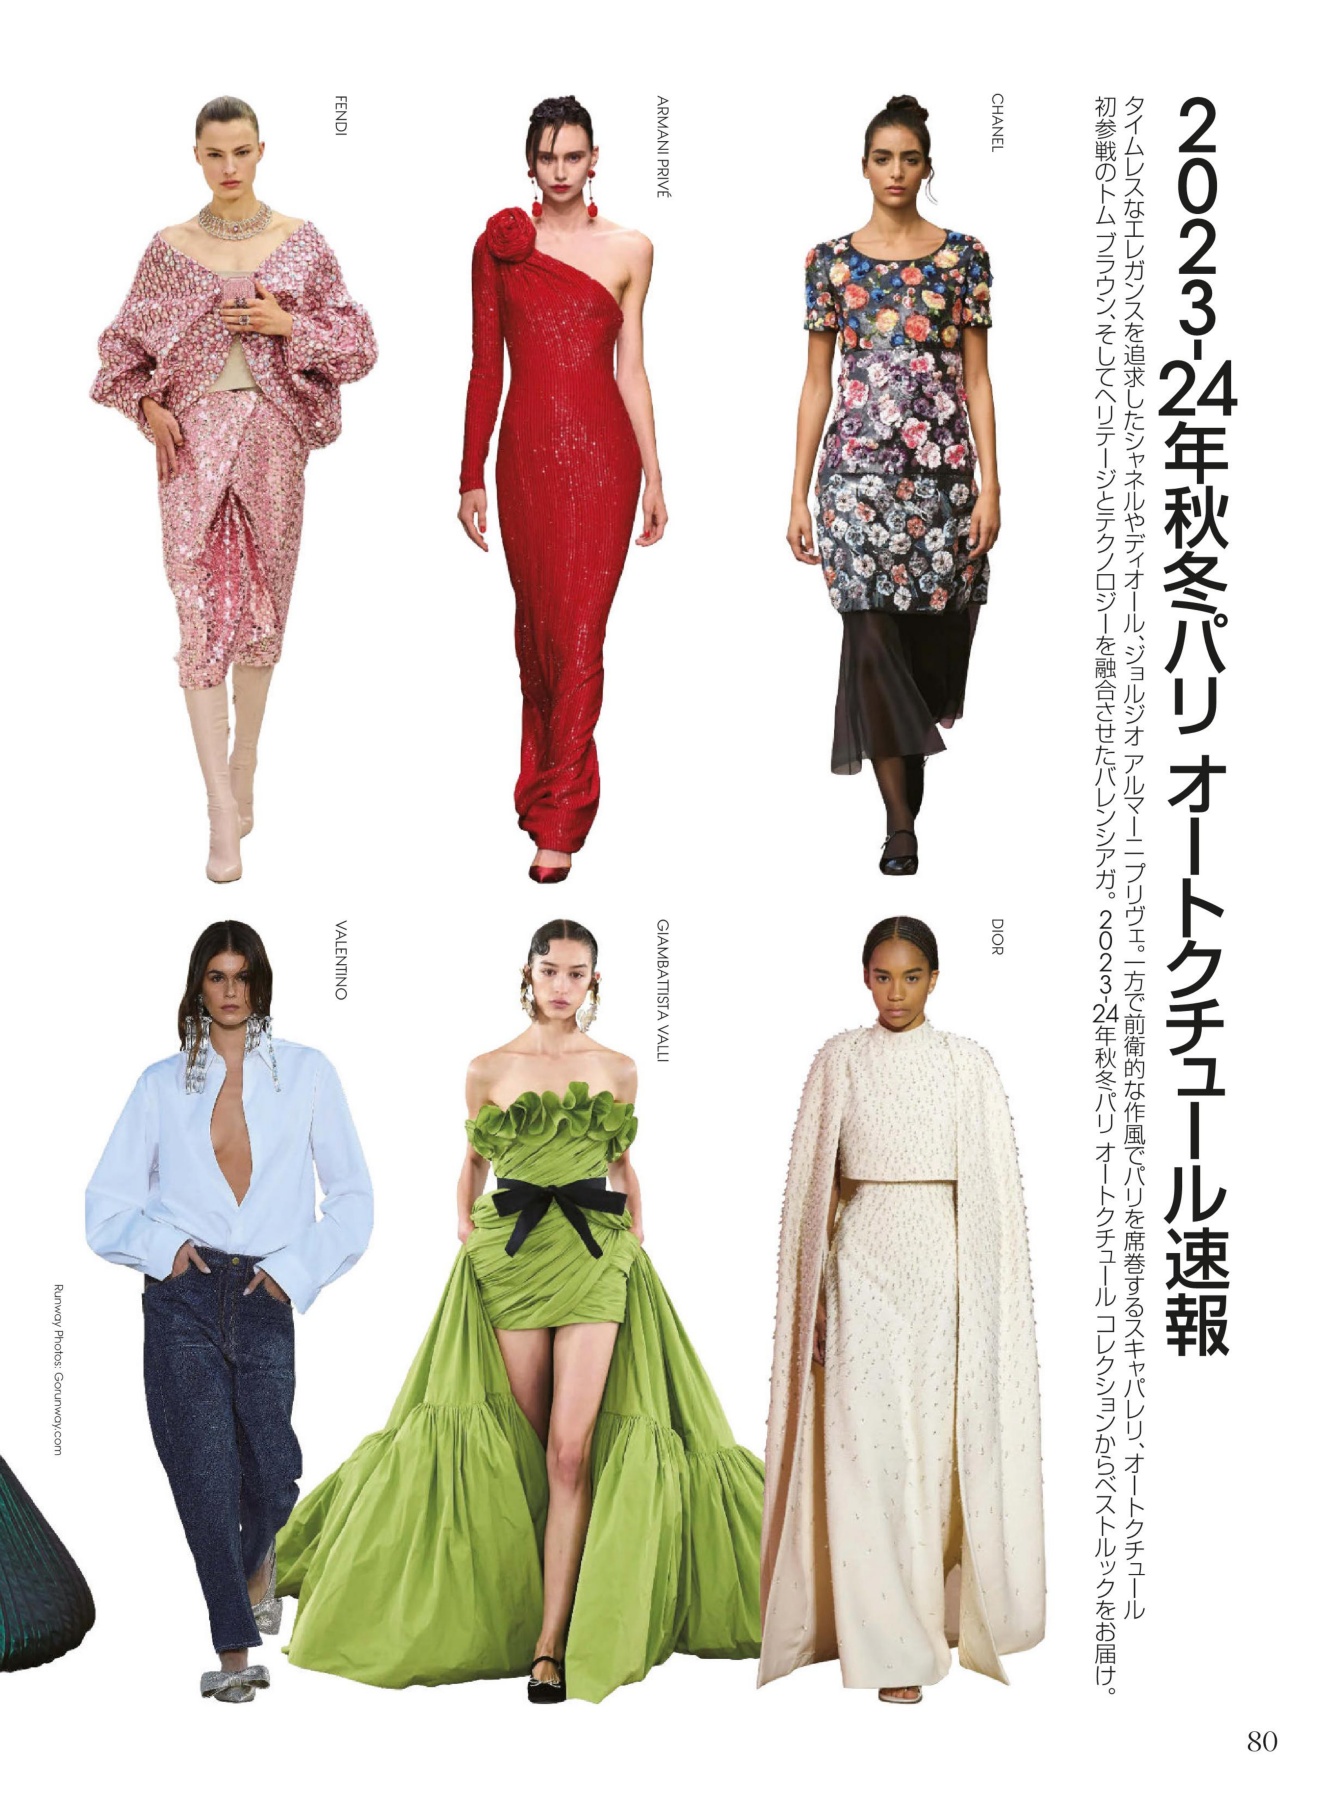 2023-24年秋冬パリ オートクチュール速報
タイムレスなエレガンスを追求したシャネルやディオール、ジョルジオ アルマーニ プリヴェ。一方で前衛的な作風でパリを席巻するスキャパレリ、オートクチュール
初参戦のトム ブラウン、そしてヘリテージとテクノロジーを融合させたバレンシアガ。2023-24年秋冬パリ オートクチュール コレクションからベストルックをお届け。
CHANEL
ARMANI PRIVÉ
FENDI
DIOR
GIAMBATTISTA VALLI
VALENTINO
Runway Photos: Gorunway.com
80